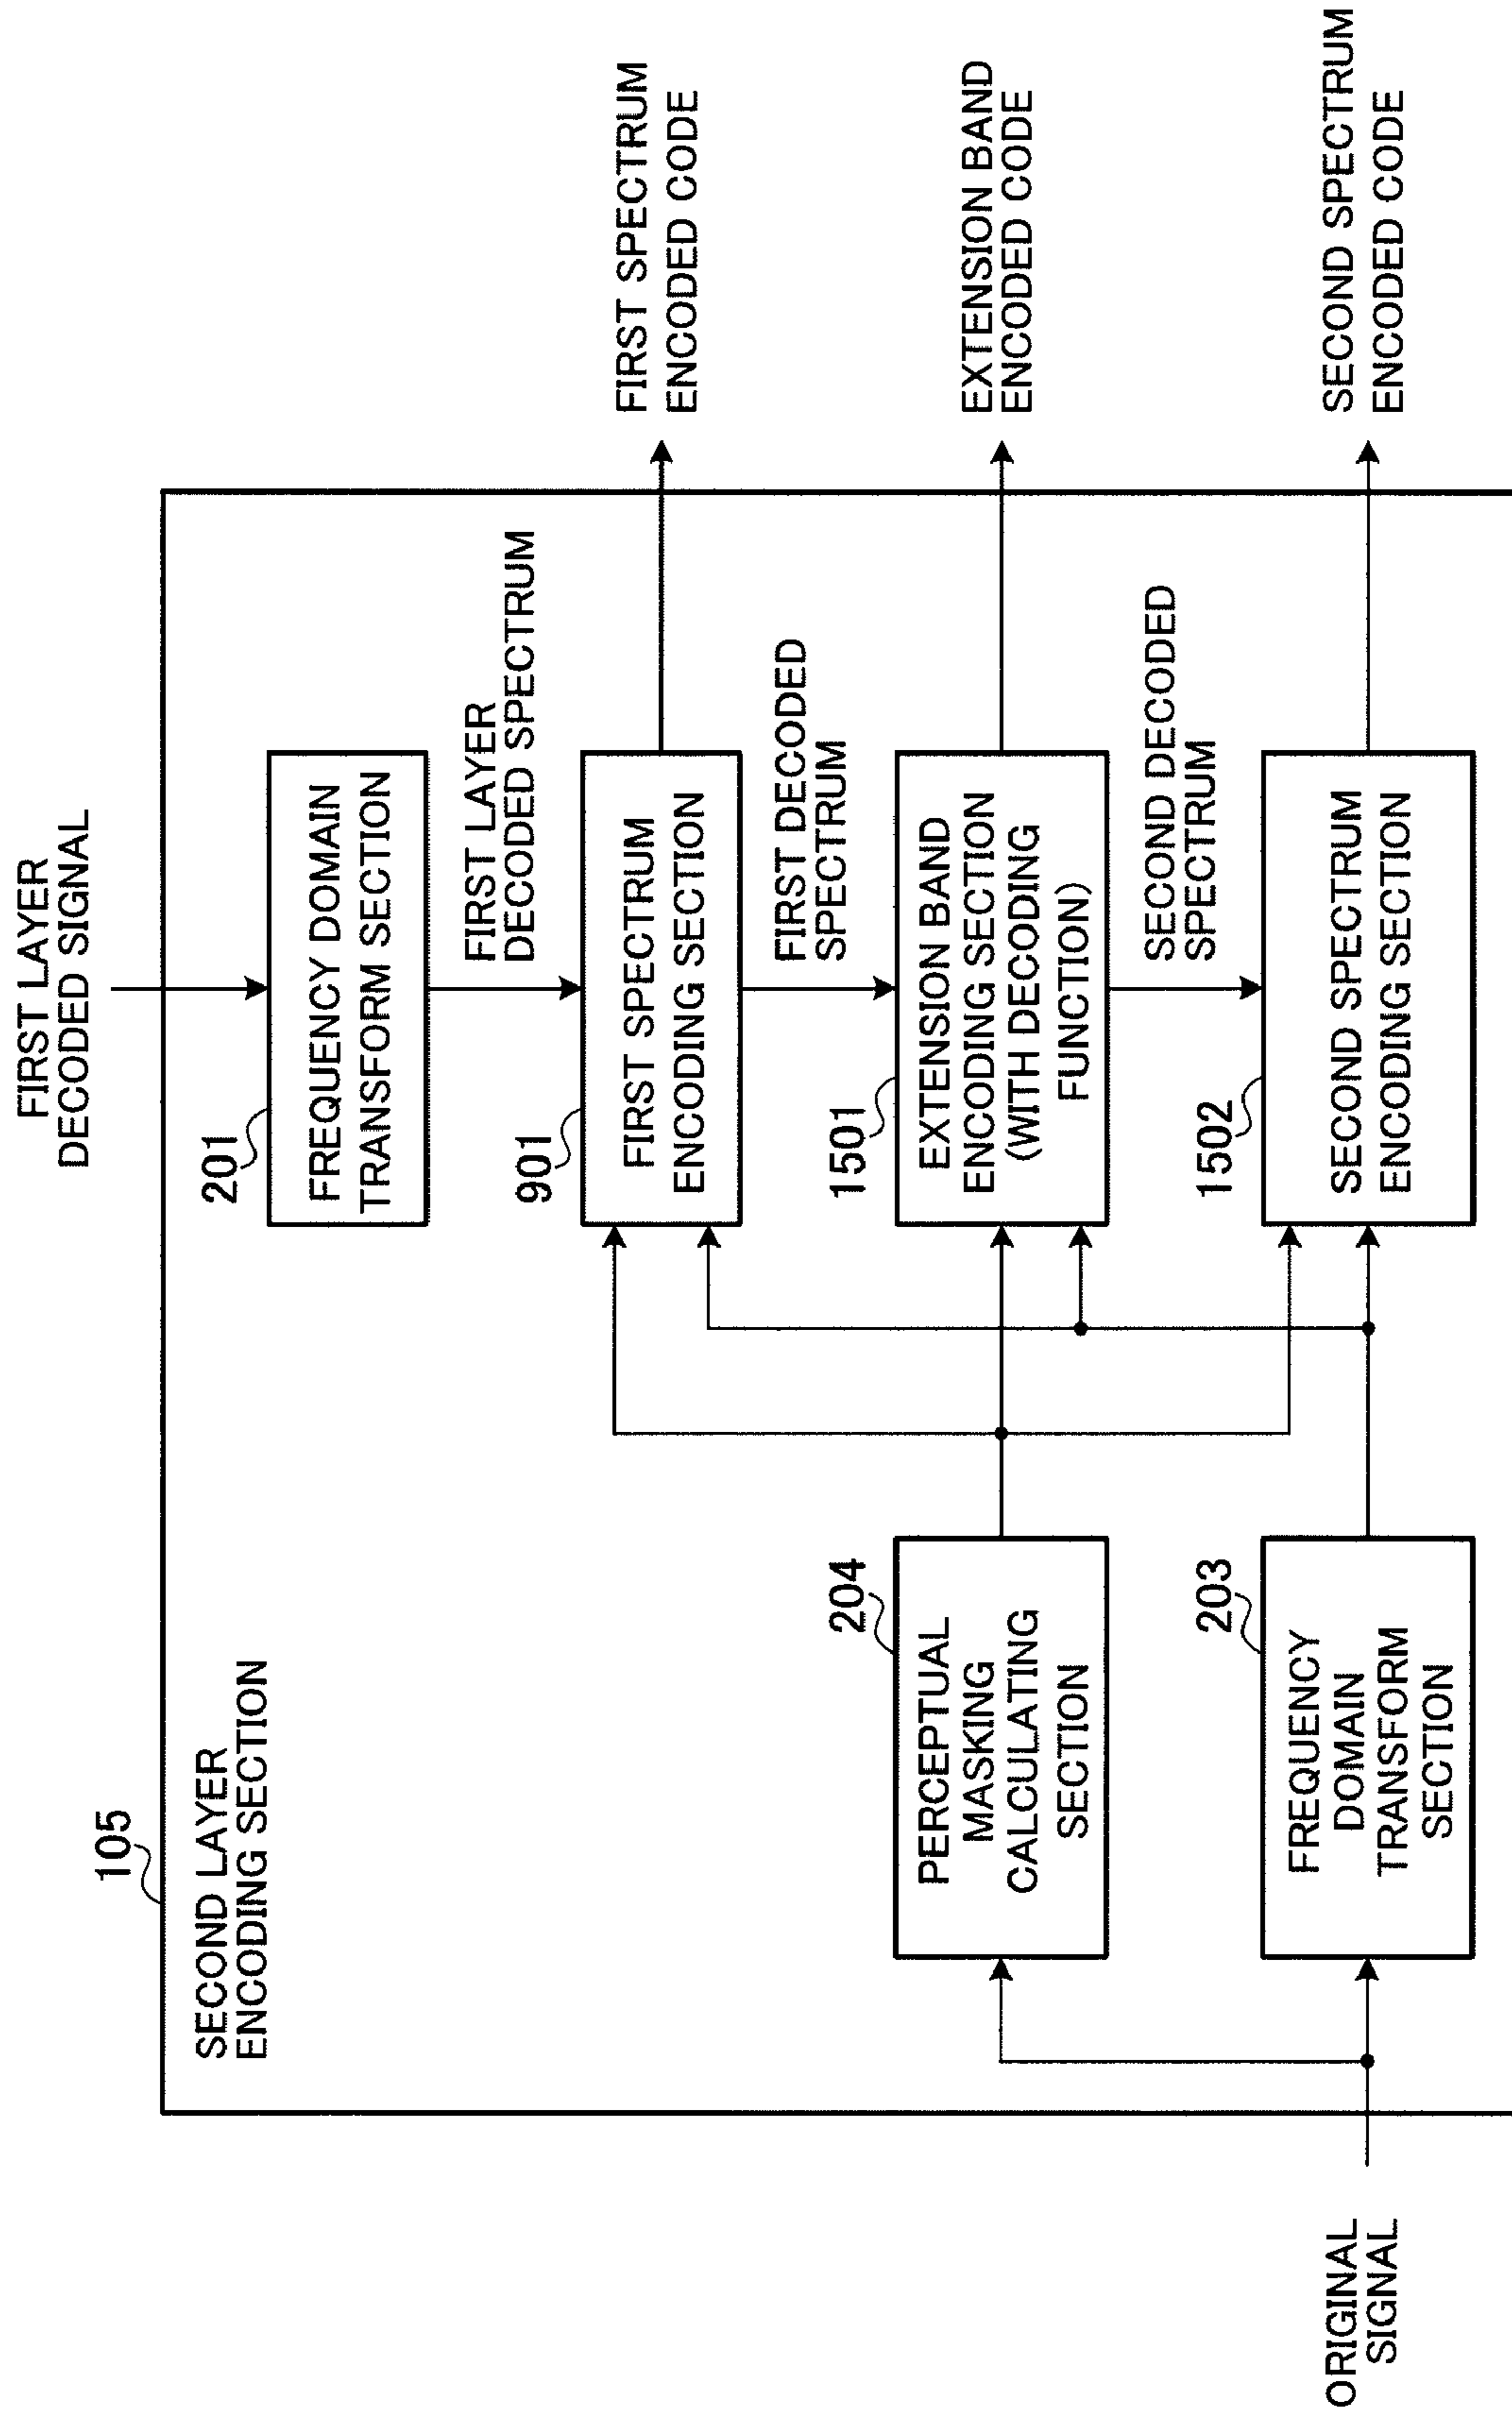 105
SECOND LAYER
ENCODING SECTION
FIRST LAYER
DECODED SIGNAL
201
FREQUENCY DOMAIN
TRANSFORM SECTION
FIRST LAYER
DECODED SPECTRUM
901
FIRST SPECTRUM
ENCODING SECTION
FIRST SPECTRUM
ENCODED CODE
FIRST DECODED
SPECTRUM
204
PERCEPTUAL
MASKING
CALCULATING
SECTION
1501
EXTENSION BAND
ENCODING SECTION
(WITH DECODING
FUNCTION)
EXTENSION BAND
ENCODED CODE
SECOND DECODED
SPECTRUM
ORIGINAL
SIGNAL
203
FREQUENCY
DOMAIN
TRANSFORM
SECTION
1502
SECOND SPECTRUM
ENCODING SECTION
SECOND SPECTRUM
ENCODED CODE